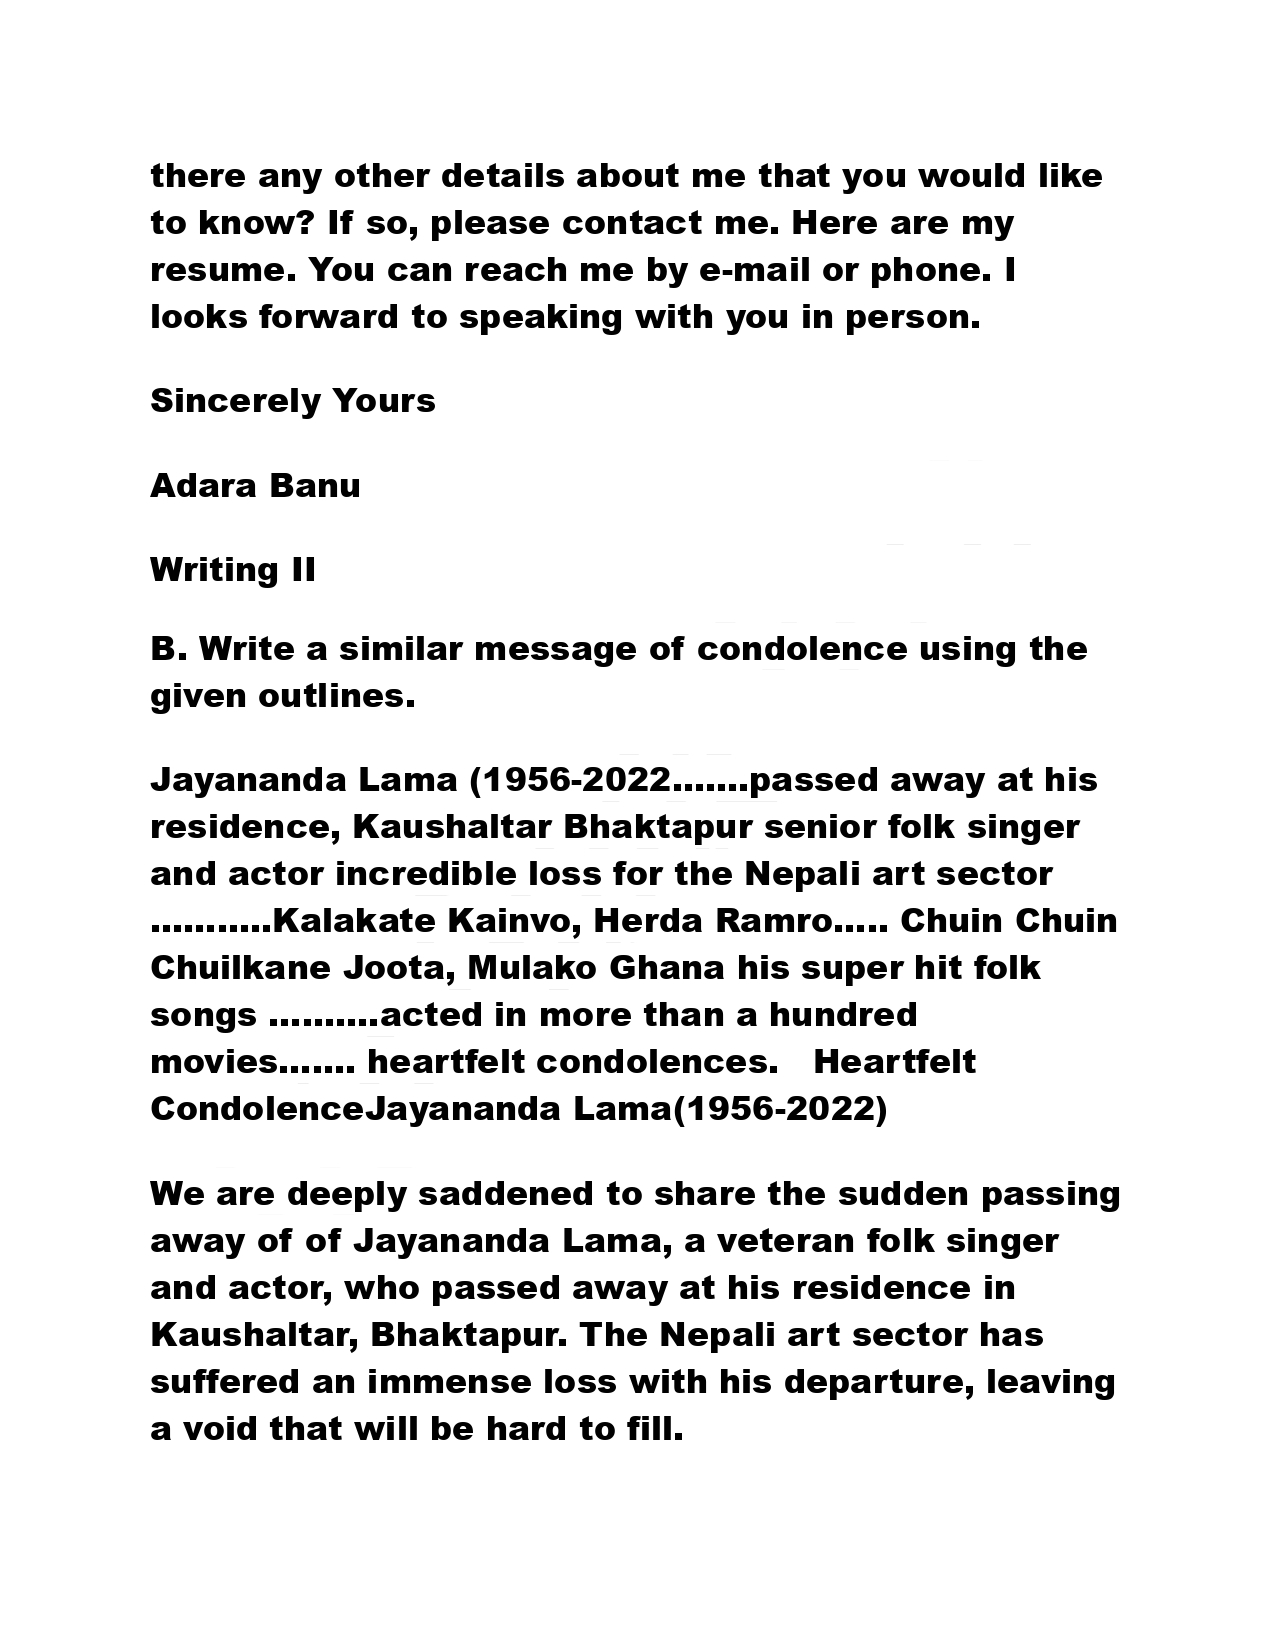 there any other details about me that you would like
to know? If so, please contact me. Here are my
resume. You can reach me by e-mail or phone. I
looks forward to speaking with you in person.
Sincerely Yours
Adara Banu
Writing II
B. Write a similar message of condolence using the
given outlines.
Jayananda Lama (1956-2022.......passed away at his
residence, Kaushaltar Bhaktapur senior folk singer
and actor incredible loss for the Nepali art sector
...........Kalakate Kainvo, Herda Ramro..... Chuin Chuin
Chuilkane Joota, Mulako Ghana his super hit folk
songs ..........acted in more than a hundred
movies....... heartfelt condolences.   Heartfelt
CondolenceJayananda Lama(1956-2022)
We are deeply saddened to share the sudden passing
away of of Jayananda Lama, a veteran folk singer
and actor, who passed away at his residence in
Kaushaltar, Bhaktapur. The Nepali art sector has
suffered an immense loss with his departure, leaving
a void that will be hard to fill.